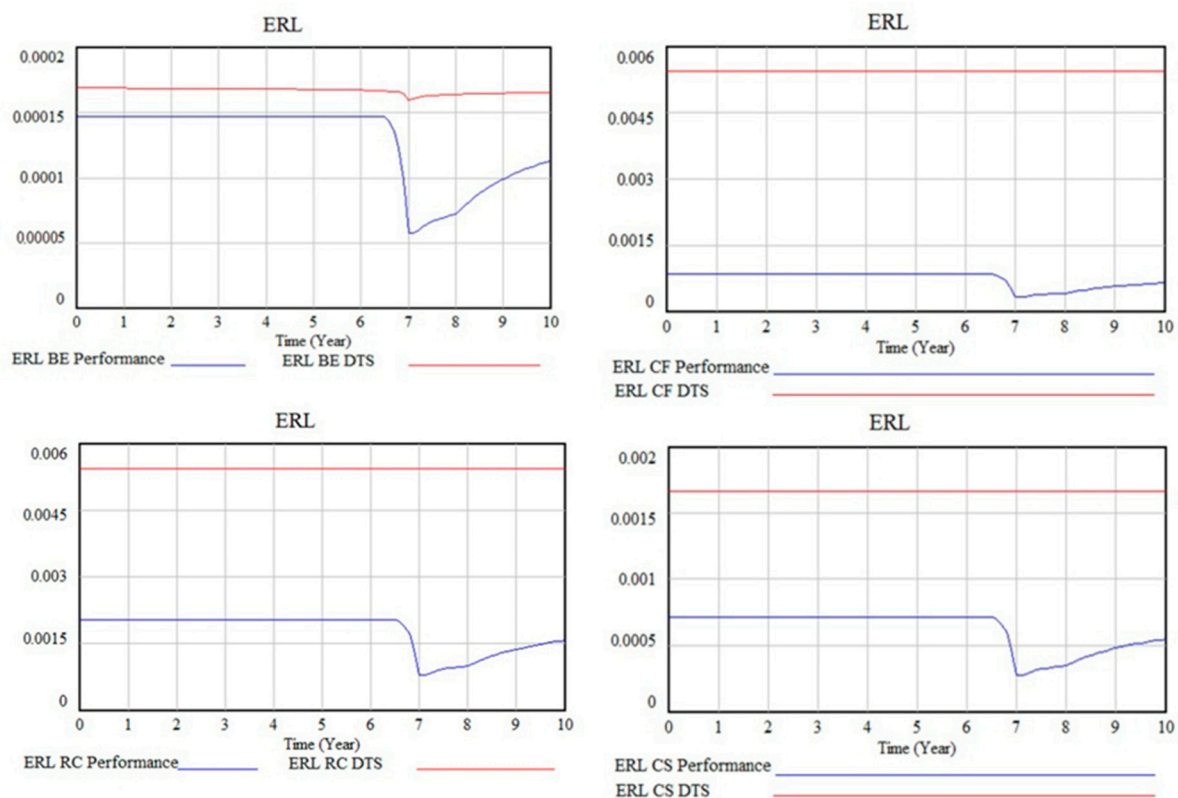 ERL
0.0002
0.00015
0.0001
0.00005
0
0 1 2 3 4 5 6 7 8 9 10
Time (Year)
ERL BE Performance ERL BE DTS
ERL
0.006
0.0045
0.003
0.0015
0
0 1 2 3 4 5 6 7 8 9 10
Time (Year)
ERL CF Performance
ERL CF DTS
ERL
0.006
0.0045
0.003
0.0015
0
0 1 2 3 4 5 6 7 8 9 10
Time (Year)
ERL RC Performance ERL RC DTS
ERL
0.002
0.0015
0.001
0.0005
0
0 1 2 3 4 5 6 7 8 9 10
Time (Year)
ERL CS Performance
ERL CS DTS